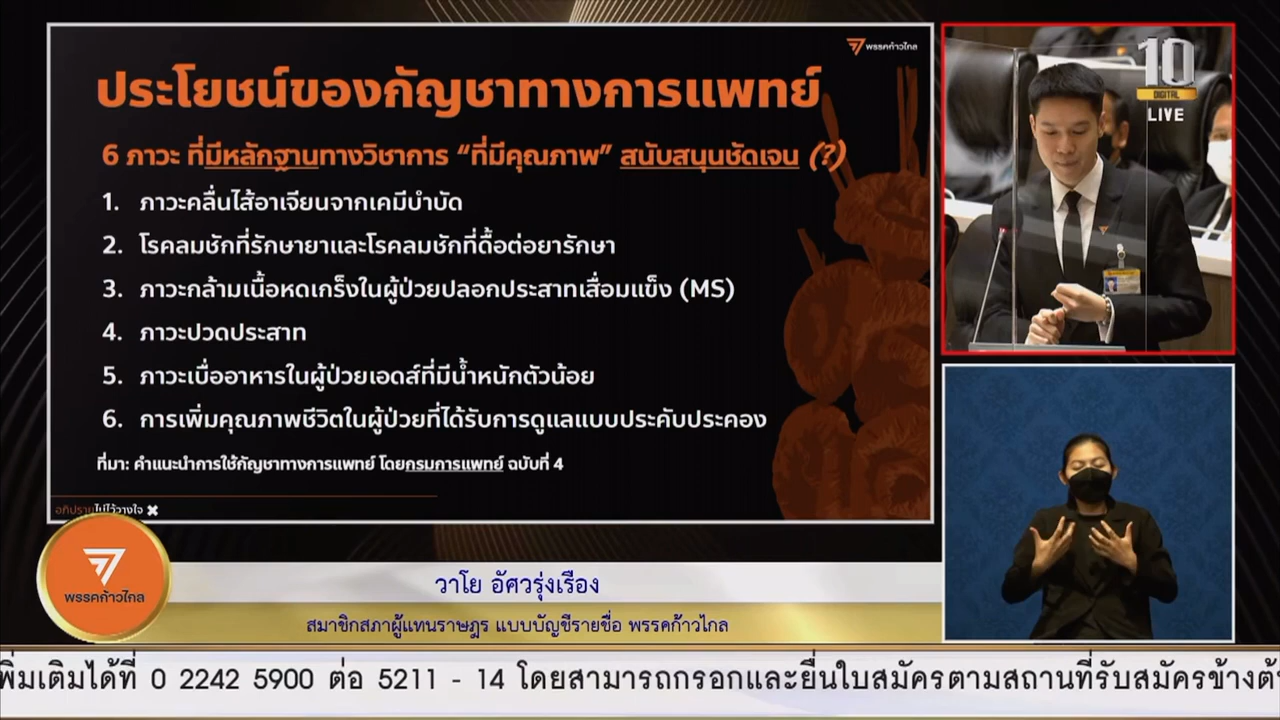 พรรคก้าวไกล
ประโยชน์ของกัญชาทางการแพทย์
6 ภาวะ ที่มีหลักฐานทางวิชาการ “ที่มีคุณภาพ” สนับสนุนชัดเจน (?)
1. ภาวะคลื่นไส้อาเจียนจากเคมีบำบัด
2. โรคลมชักที่รักษายาและโรคลมชักที่ดื้อต่อยารักษา
3. ภาวะกล้ามเนื้อหดเกร็งในผู้ป่วยปลอกประสาทเสื่อมแข็ง (MS)
4. ภาวะปวดประสาท
5. ภาวะเบื่ออาหารในผู้ป่วยเอดส์ที่มีน้ำหนักตัวน้อย
6. การเพิ่มคุณภาพชีวิตในผู้ป่วยที่ได้รับการดูแลแบบประคับประคอง
ที่มา: คำแนะนำการใช้กัญชาทางการแพทย์ โดยกรมการแพทย์ ฉบับที่ 4
อภิปรายไม่ไว้วางใจ
10
DIGITAL
LIVE
พรรคก้าวไกล
วาโย อัศวรุ่งเรือง
สมาชิกสภาผู้แทนราษฎร แบบบัญชีรายชื่อ พรรคก้าวไกล
พิ่มเติมได้ที่ 0 2242 5900 ต่อ 5211 - 14 โดยสามารถกรอกและยื่นใบสมัครตามสถานที่รับสมัครข้างต้